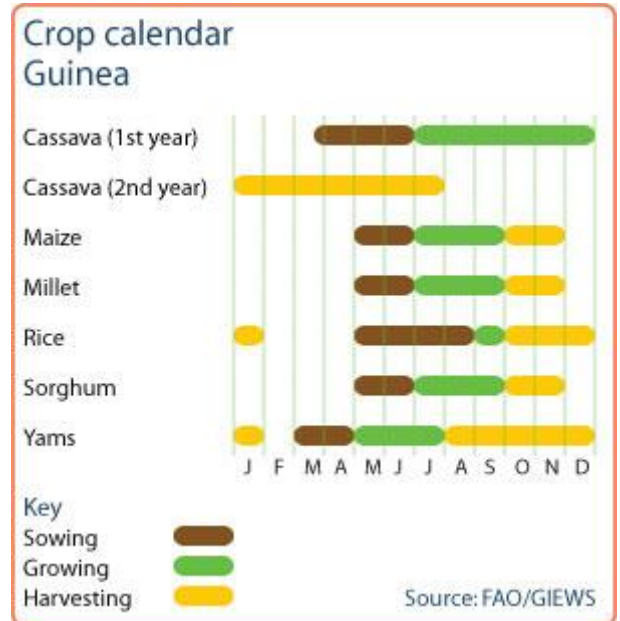 Crop calendar
Guinea
Cassava (1st year)
Cassava (2nd year)
Maize
Millet
Rice
Sorghum
Yams
J F M A M J J A S O N D
Key
Sowing
Growing
Harvesting
Source: FAO/GIEWS